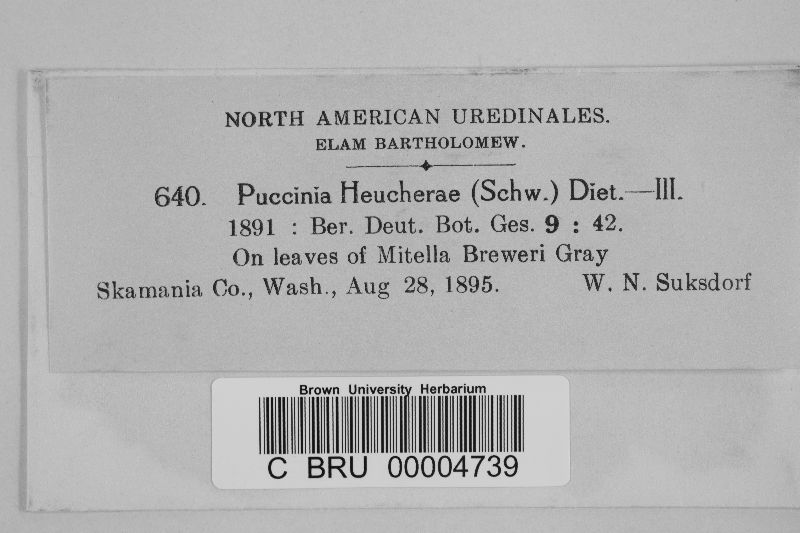 NORTH AMERICAN UREDINALES.
ELAM BARTHOLOMEW.
640. Puccinia Heucherae (Schw.) Diet.—III.
1891 : Ber. Deut. Bot. Ges. 9 : 42.
On leaves of Mitella Breweri Gray
Skamania Co., Wash., Aug 28, 1895. W. N. Suksdorf
Brown University Herbarium
C BRU 00004739